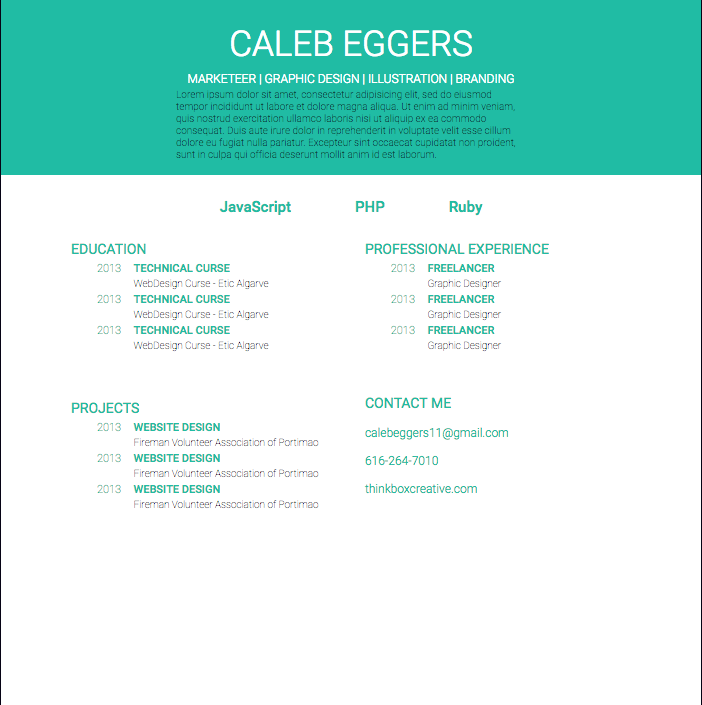 CALEB EGGERS
MARKETEER | GRAPHIC DESIGN | ILLUSTRATION | BRANDING
Lorem ipsum dolor sit amet, consectetur adipisicing elit, sed do eiusmod
tempor incididunt ut labore et dolore magna aliqua. Ut enim ad minim veniam,
quis nostrud exercitation ullamco laboris nisi ut aliquip ex ea commodo
consequat. Duis aute irure dolor in reprehenderit in voluptate velit esse cillum
dolore eu fugiat nulla pariatur. Excepteur sint occaecat cupidatat non proident,
sunt in culpa qui officia deserunt mollit anim id est laborum.
JavaScript PHP Ruby
EDUCATION
2013 TECHNICAL CURSE
WebDesign Curse - Etic Algarve
2013 TECHNICAL CURSE
WebDesign Curse - Etic Algarve
2013 TECHNICAL CURSE
WebDesign Curse - Etic Algarve
PROFESSIONAL EXPERIENCE
2013 FREELANCER
Graphic Designer
2013 FREELANCER
Graphic Designer
2013 FREELANCER
Graphic Designer
PROJECTS
2013 WEBSITE DESIGN
Fireman Volunteer Association of Portimao
2013 WEBSITE DESIGN
Fireman Volunteer Association of Portimao
2013 WEBSITE DESIGN
Fireman Volunteer Association of Portimao
CONTACT ME
calebeggers11@gmail.com
616-264-7010
thinkboxcreative.com